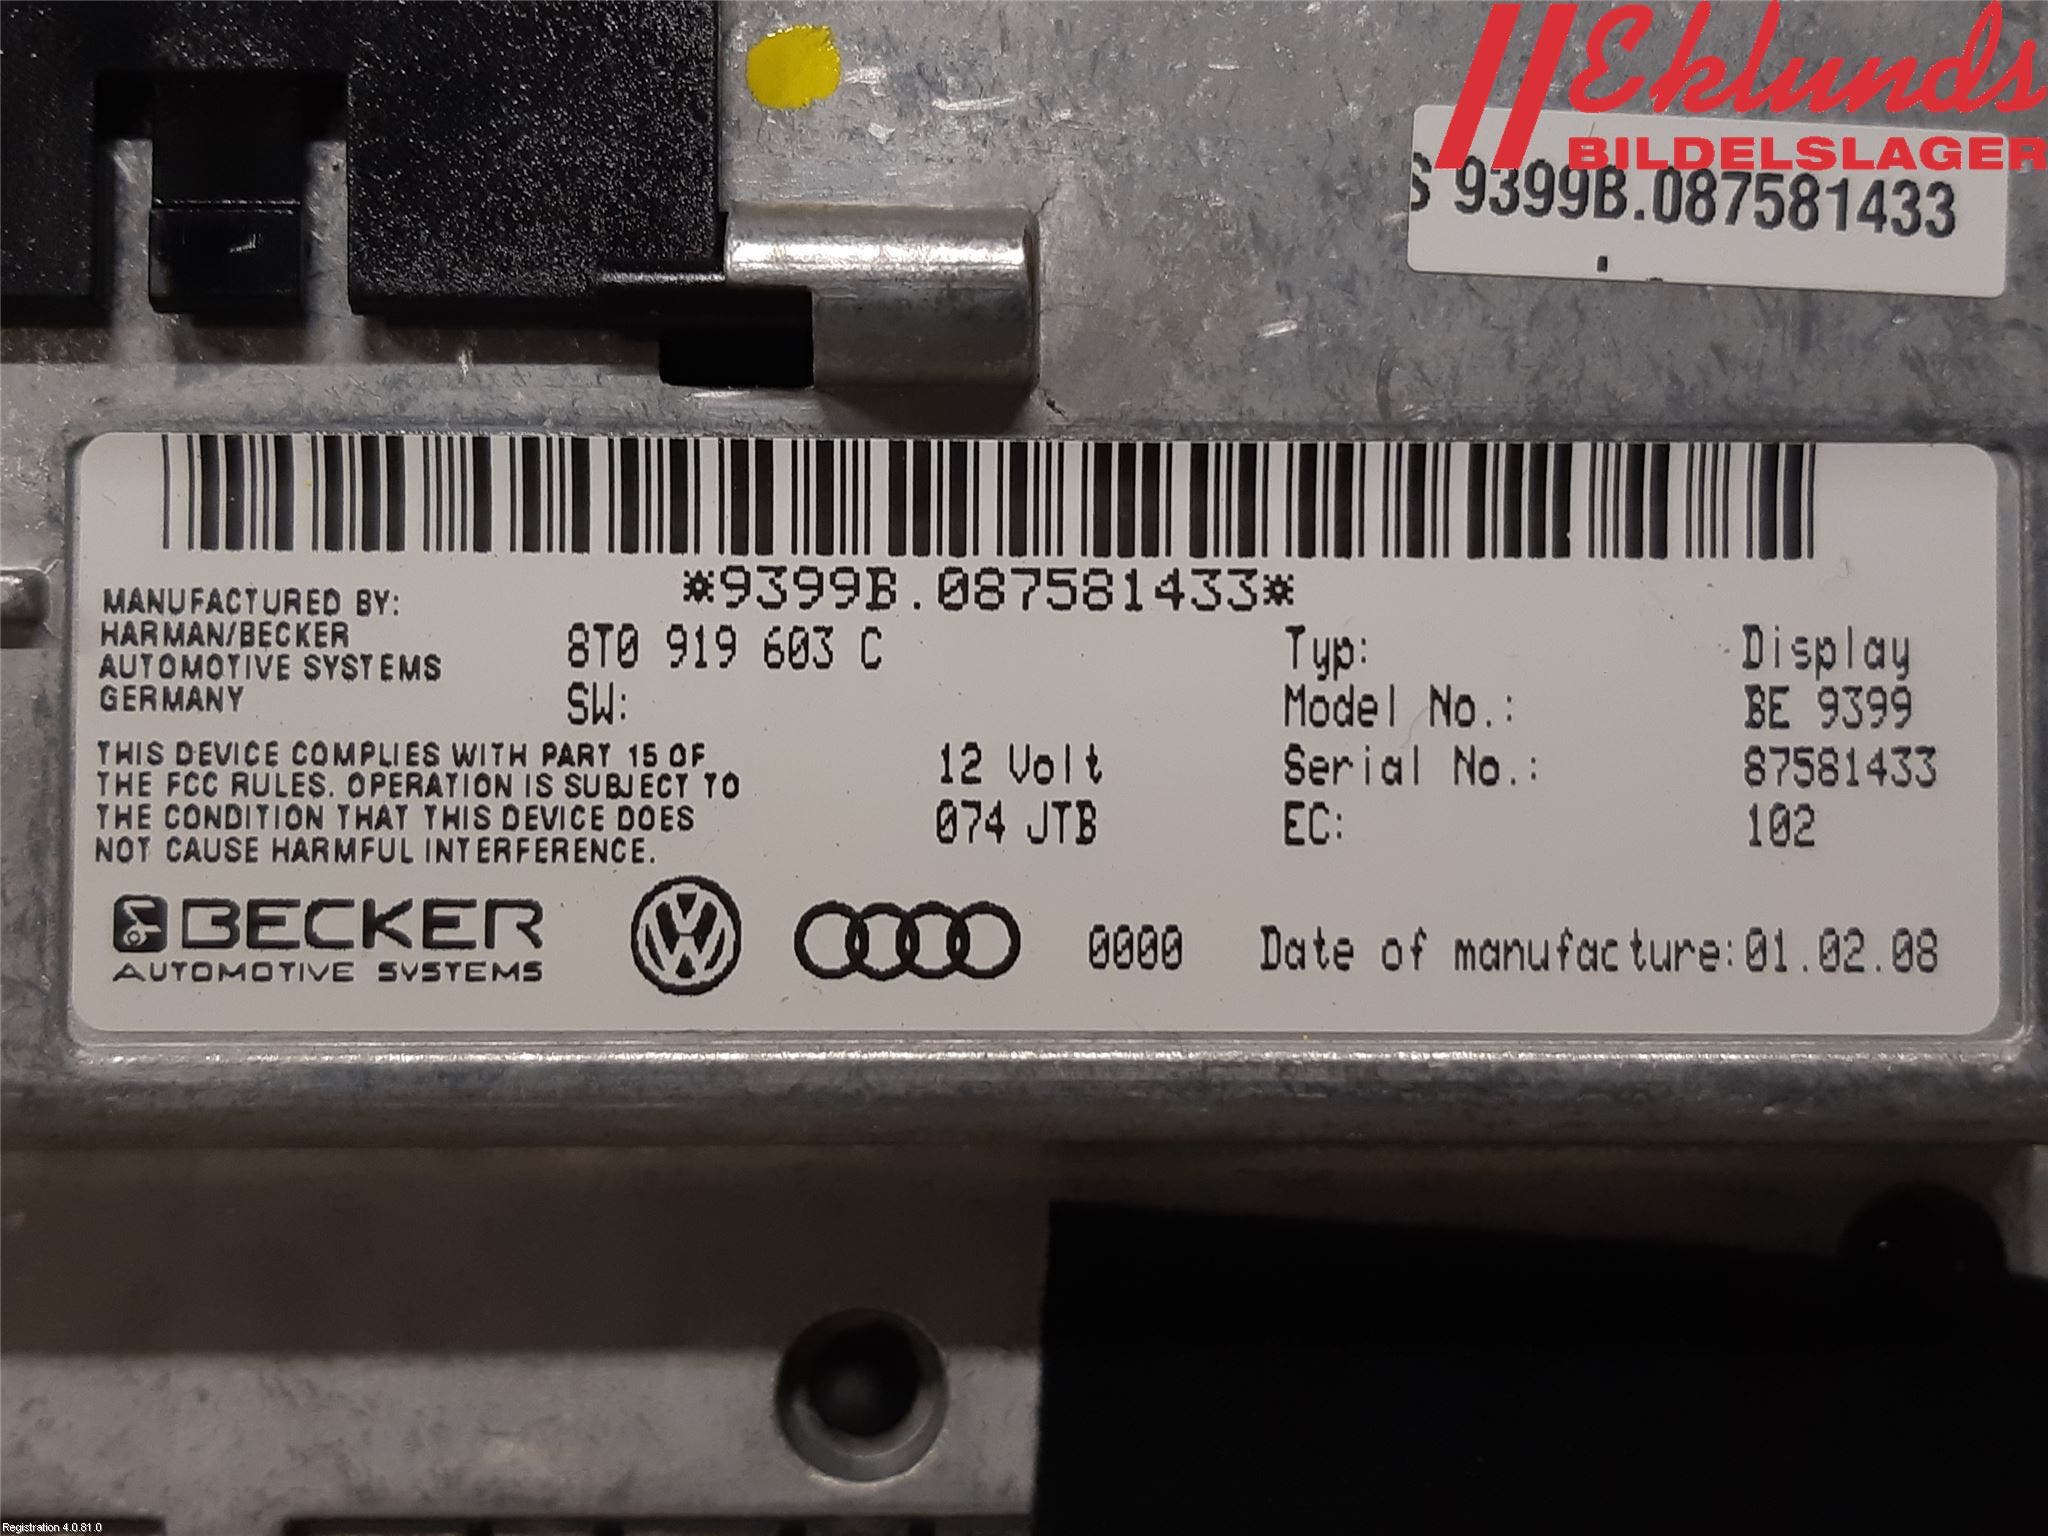 Eklunds
BILDELSLAGER
S 9399B.087581433
*9399B.087581433*
MANUFACTURED BY:
HARMAN/BECKER
AUTOMOTIVE SYSTEMS
GERMANY
8T0 919 603 C
SW:
Typ: Display
Model No.: BE 9399
Serial No.: 87581433
EC: 102
12 Volt
074 JTB
THIS DEVICE COMPLIES WITH PART 15 OF
THE FCC RULES. OPERATION IS SUBJECT TO
THE CONDITION THAT THIS DEVICE DOES
NOT CAUSE HARMFUL INTERFERENCE.
BECKER
AUTOMOTIVE SYSTEMS
0000
Date of manufacture:01.02.08
Registration 4.0.81.0